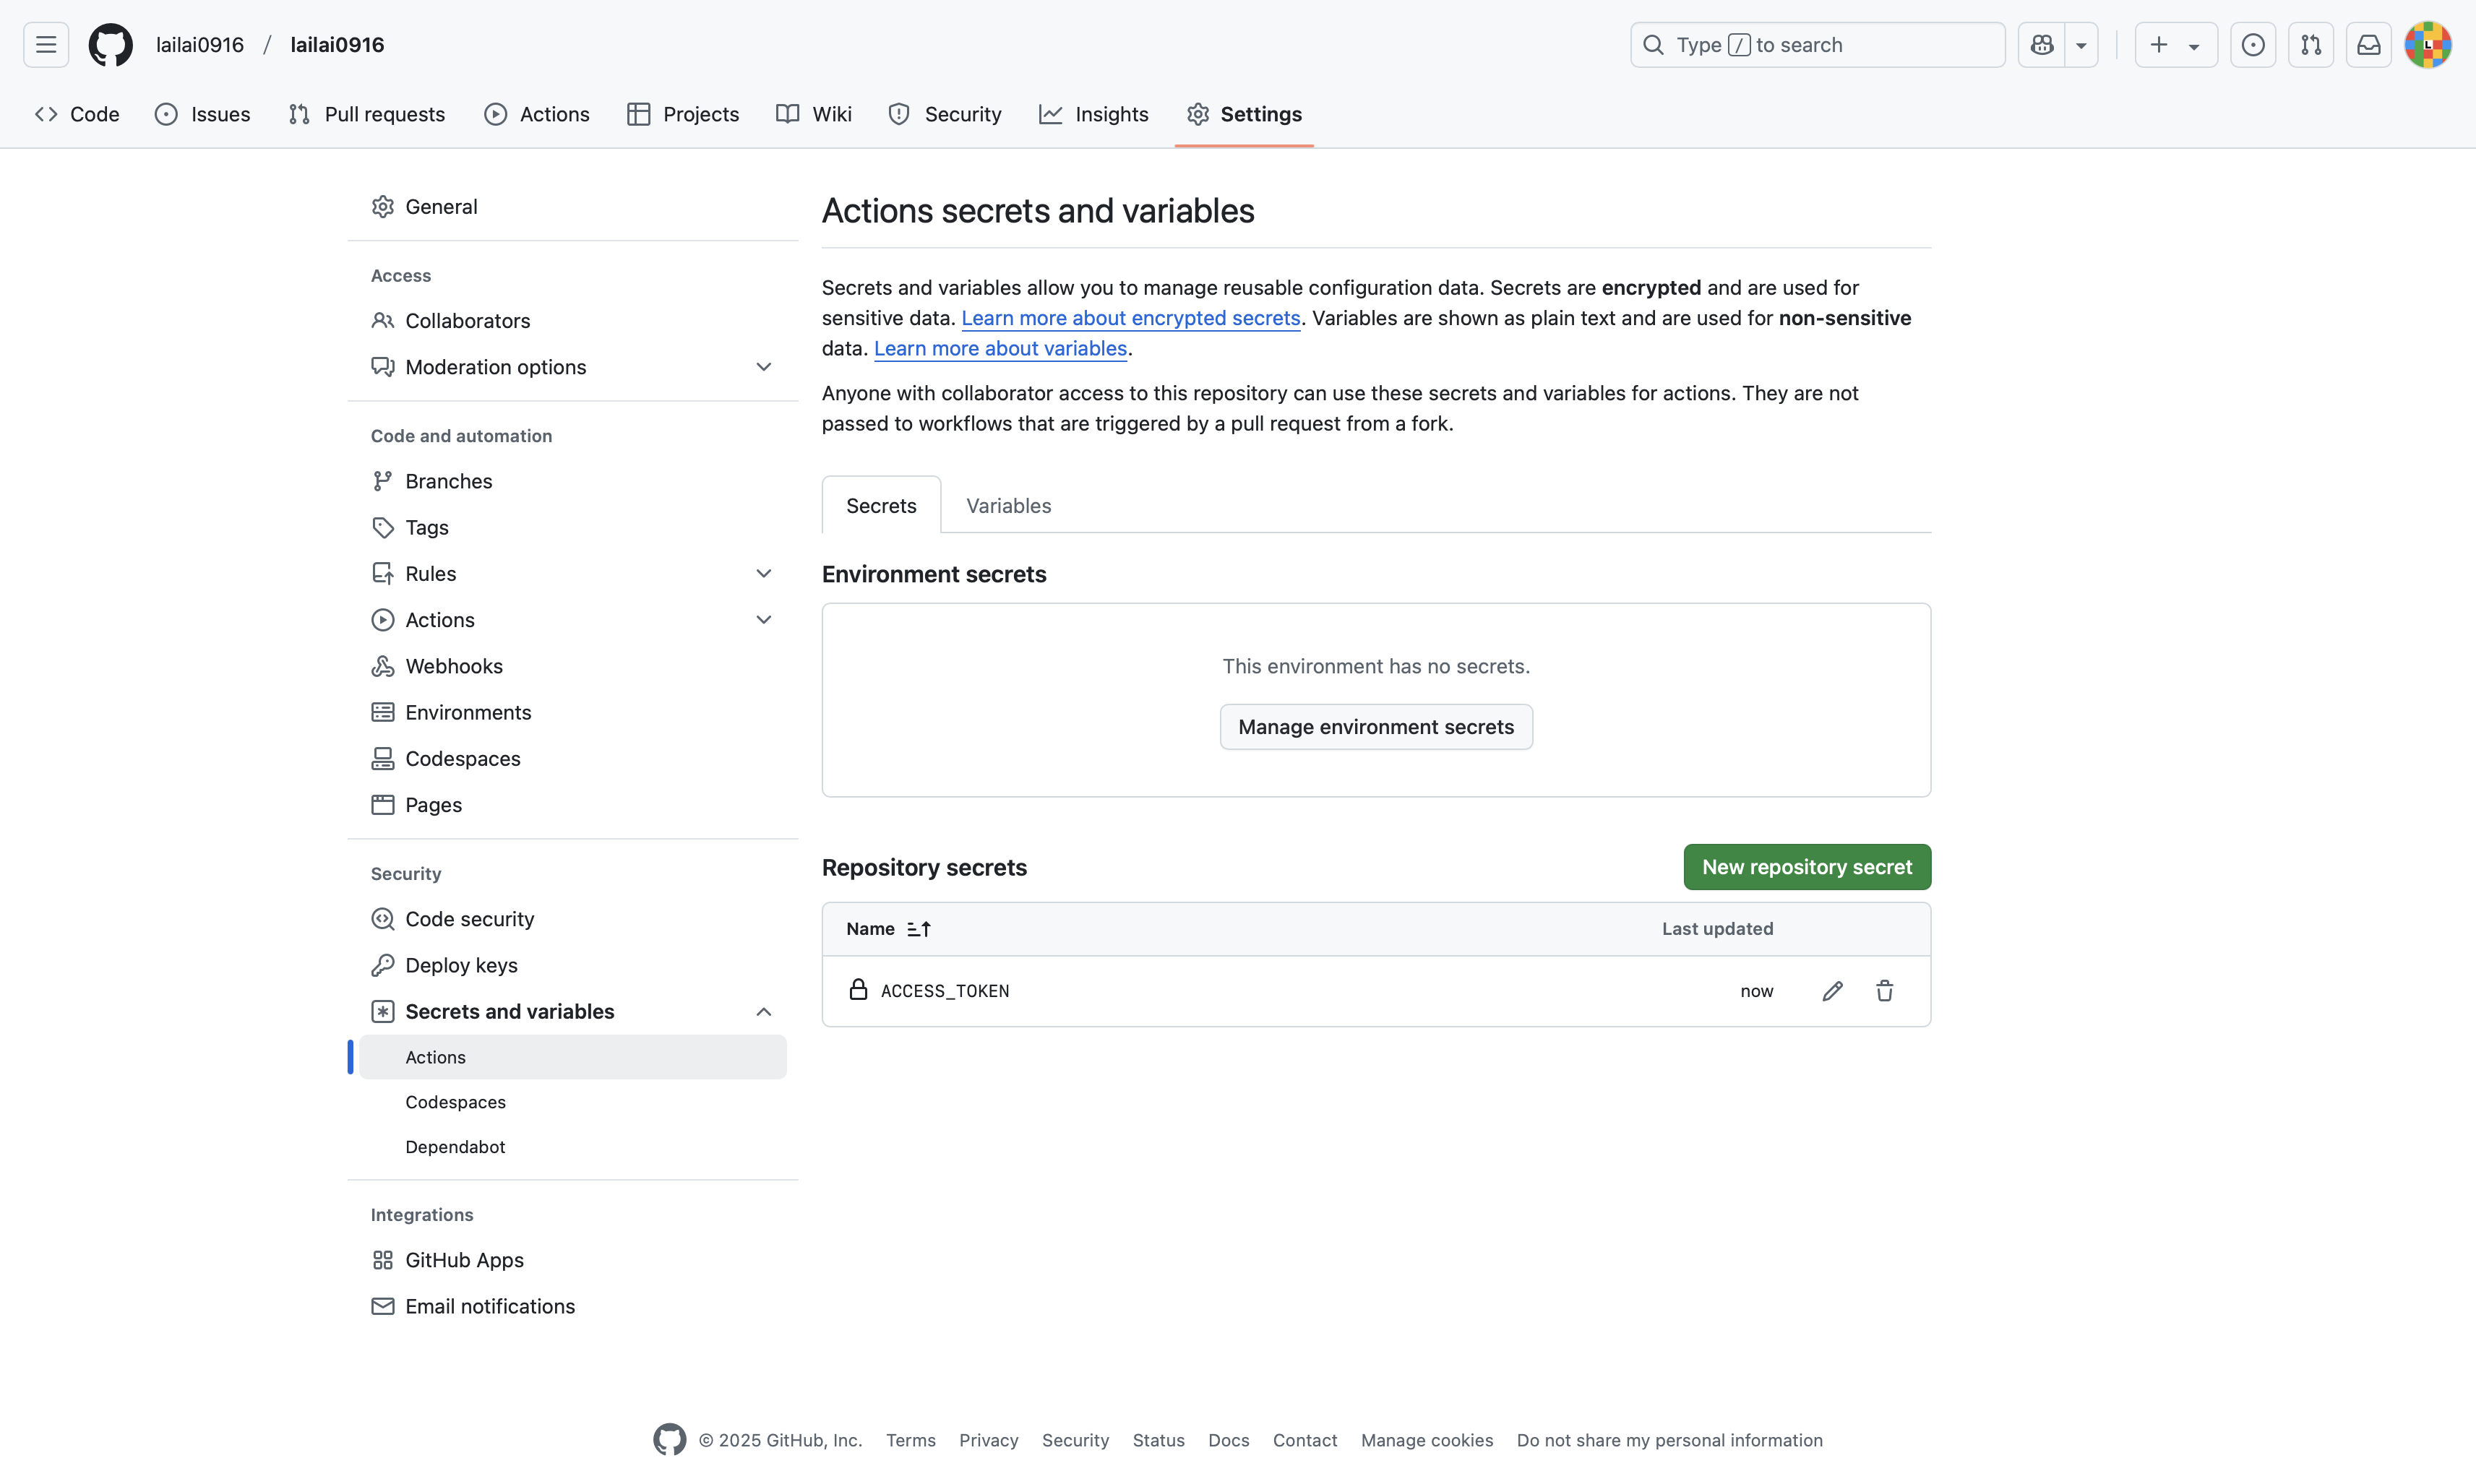 lailai0916 / lailai0916
Type / to search
Code Issues Pull requests Actions Projects Wiki Security Insights Settings
General
Access
Collaborators
Moderation options
Code and automation
Branches
Tags
Rules
Actions
Webhooks
Environments
Codespaces
Pages
Security
Code security
Deploy keys
Secrets and variables
Actions
Codespaces
Dependabot
Integrations
GitHub Apps
Email notifications
Actions secrets and variables
Secrets and variables allow you to manage reusable configuration data. Secrets are encrypted and are used for
sensitive data. Learn more about encrypted secrets. Variables are shown as plain text and are used for non-sensitive
data. Learn more about variables.
Anyone with collaborator access to this repository can use these secrets and variables for actions. They are not
passed to workflows that are triggered by a pull request from a fork.
Secrets Variables
Environment secrets
This environment has no secrets.
Manage environment secrets
Repository secrets New repository secret
Name Last updated
ACCESS_TOKEN now
© 2025 GitHub, Inc. Terms Privacy Security Status Docs Contact Manage cookies Do not share my personal information